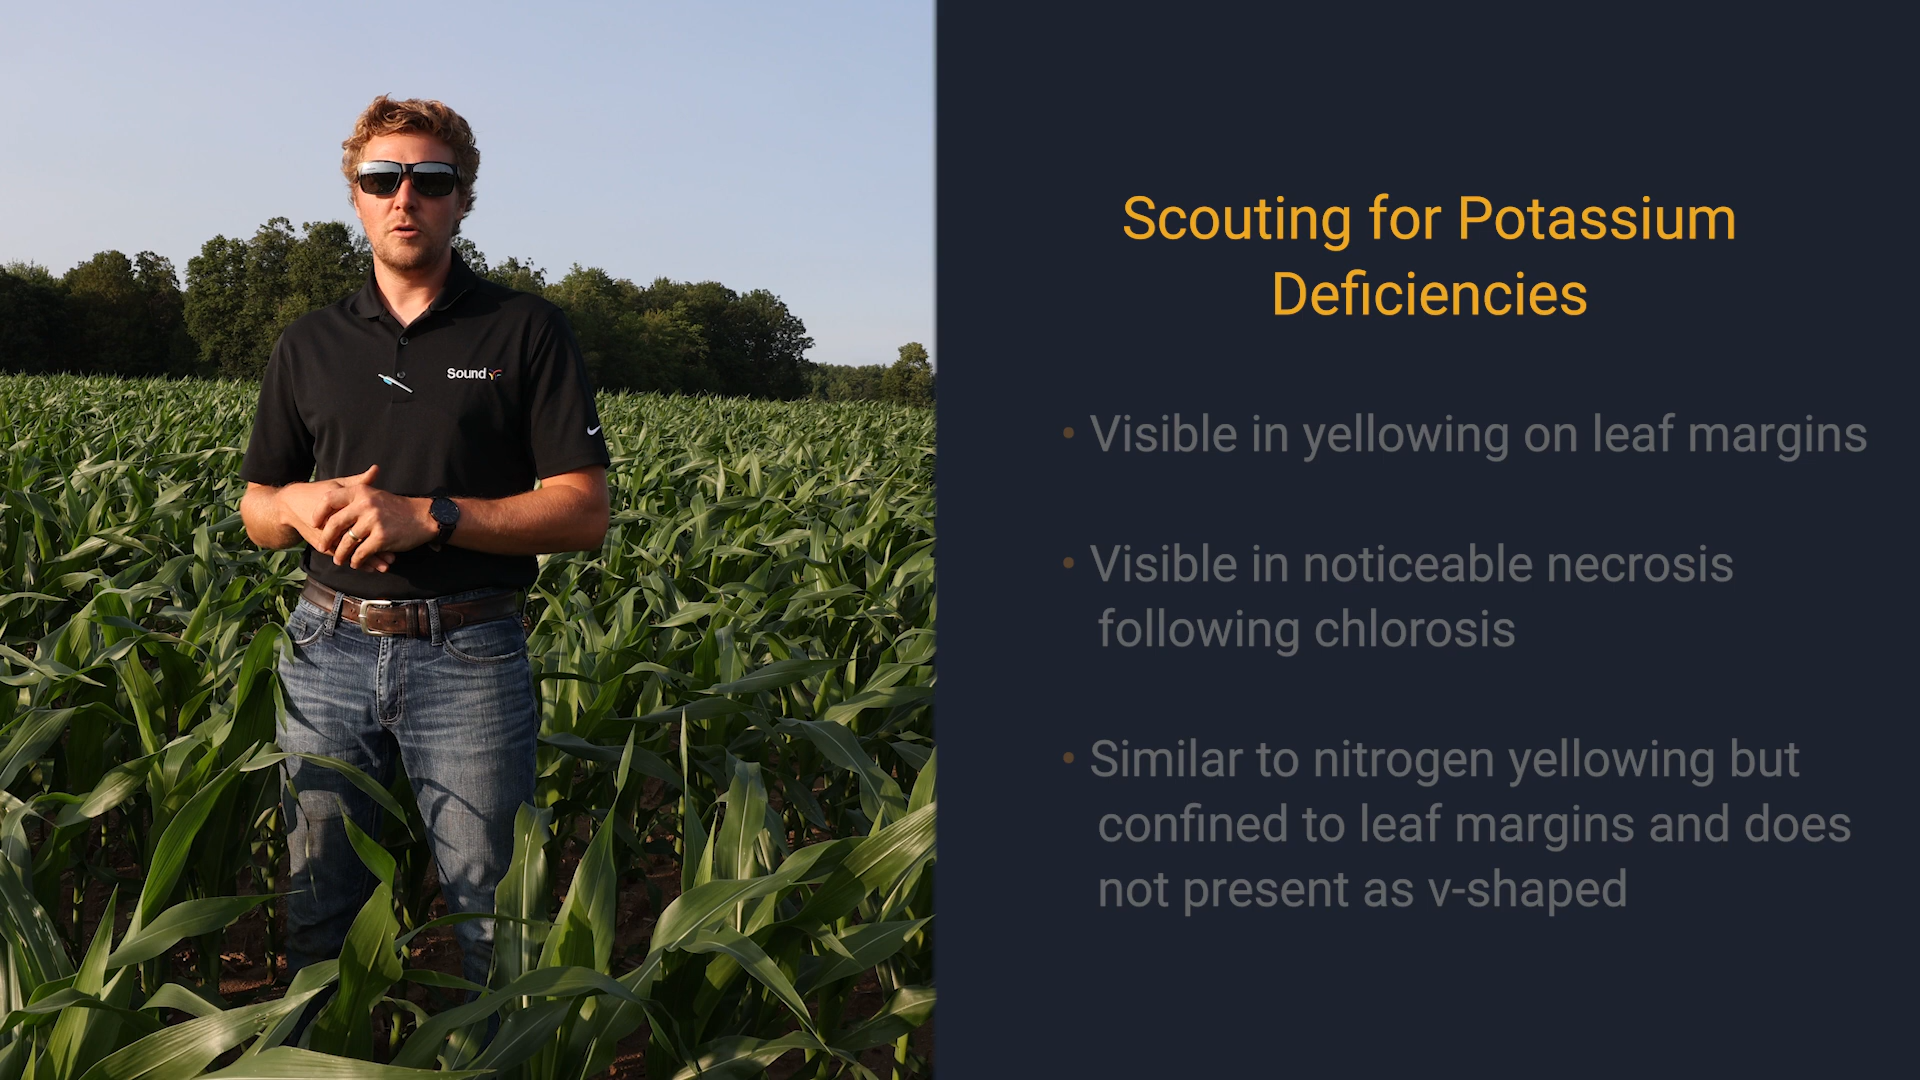 Sound
Scouting for Potassium
Deficiencies
• Visible in yellowing on leaf margins
• Visible in noticeable necrosis
following chlorosis
• Similar to nitrogen yellowing but
confined to leaf margins and does
not present as v-shaped